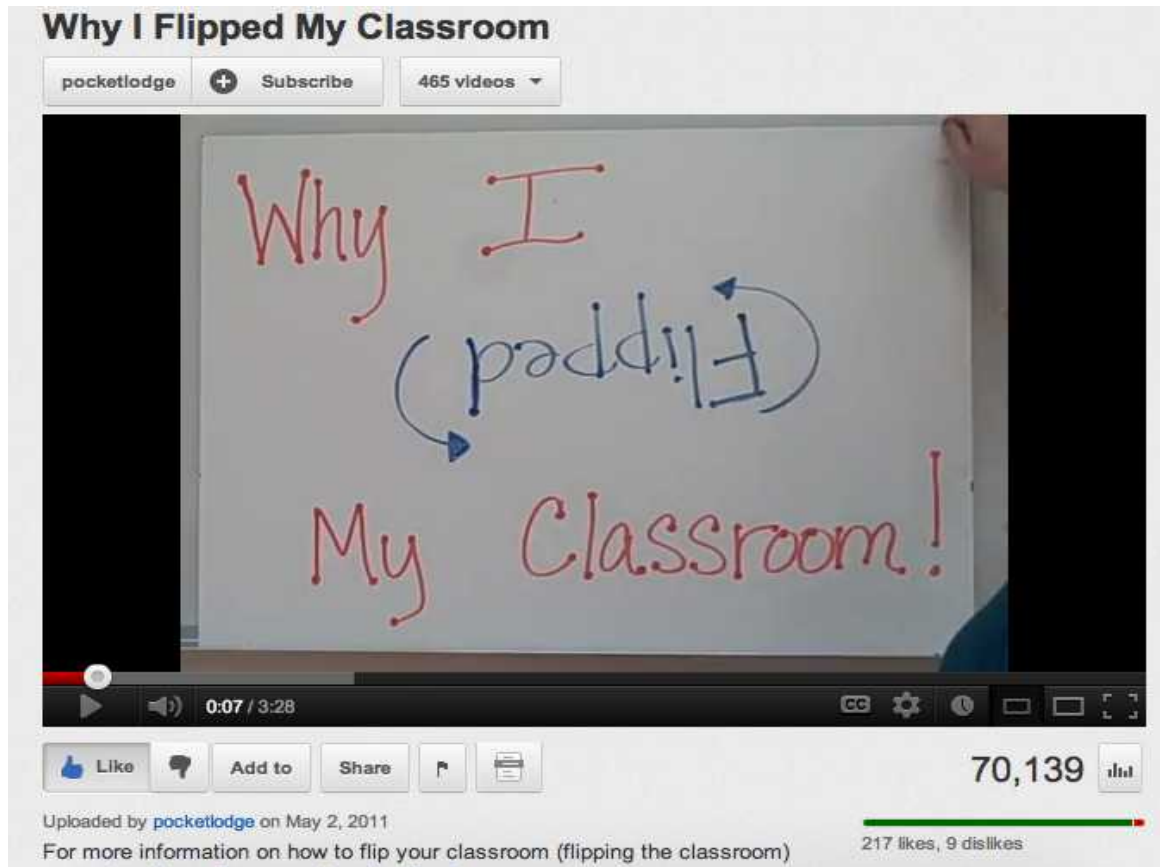 Why I Flipped My Classroom
pocketlodge Subscribe 465 videos
Why I
Flipped
My Classroom!
0:07 / 3:28 CC
Like Add to Share 70,139
Uploaded by pocketlodge on May 2, 2011
217 likes, 9 dislikes
For more information on how to flip your classroom (flipping the classroom)